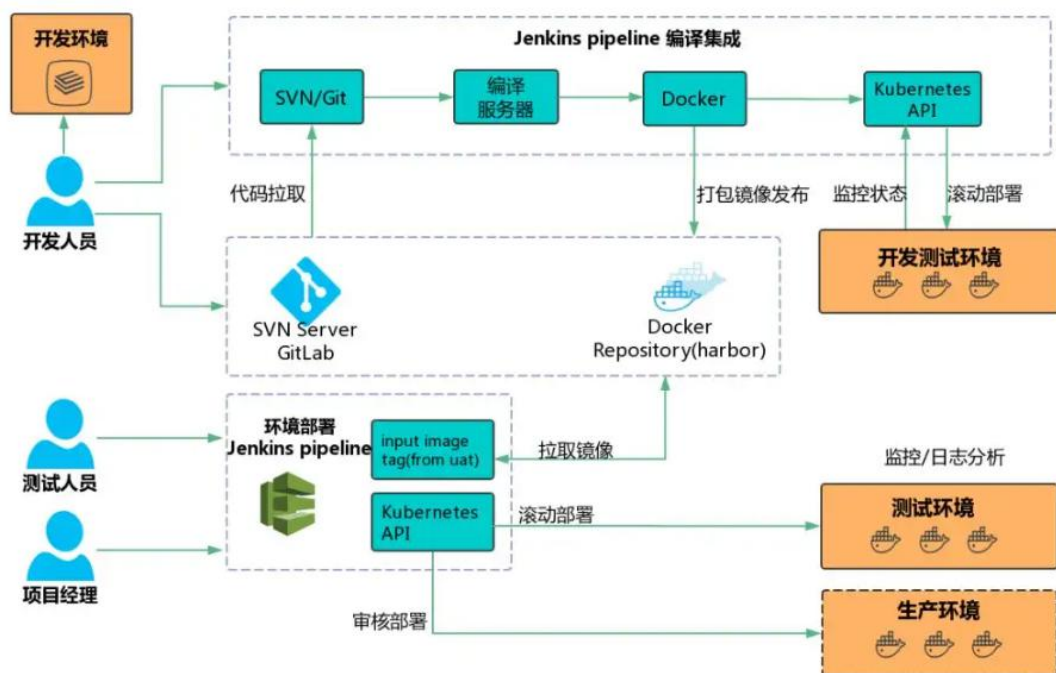 开发环境
Jenkins pipeline 编译集成
SVN/Git
编译
服务器
Docker
Kubernetes
API
开发人员
代码拉取
打包镜像发布
监控状态
滚动部署
开发测试环境
SVN Server
GitLab
Docker
Repository(harbor)
测试人员
环境部署
Jenkins pipeline
input image
tag(from uat)
拉取镜像
监控/日志分析
Kubernetes
API
滚动部署
测试环境
项目经理
审核部署
生产环境